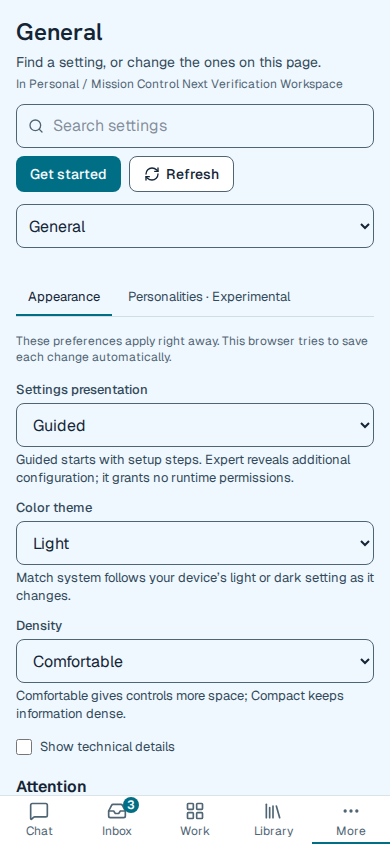 General
Find a setting, or change the ones on this page.
In Personal / Mission Control Next Verification Workspace
Search settings
Get started
Refresh
General
Appearance
Personalities · Experimental
These preferences apply right away. This browser tries to save
each change automatically.
Settings presentation
Guided
Guided starts with setup steps. Expert reveals additional
configuration; it grants no runtime permissions.
Color theme
Light
Match system follows your device's light or dark setting as it
changes.
Density
Comfortable
Comfortable gives controls more space; Compact keeps
information dense.
Show technical details
Attention
3
Chat
Inbox
Work
Library
More